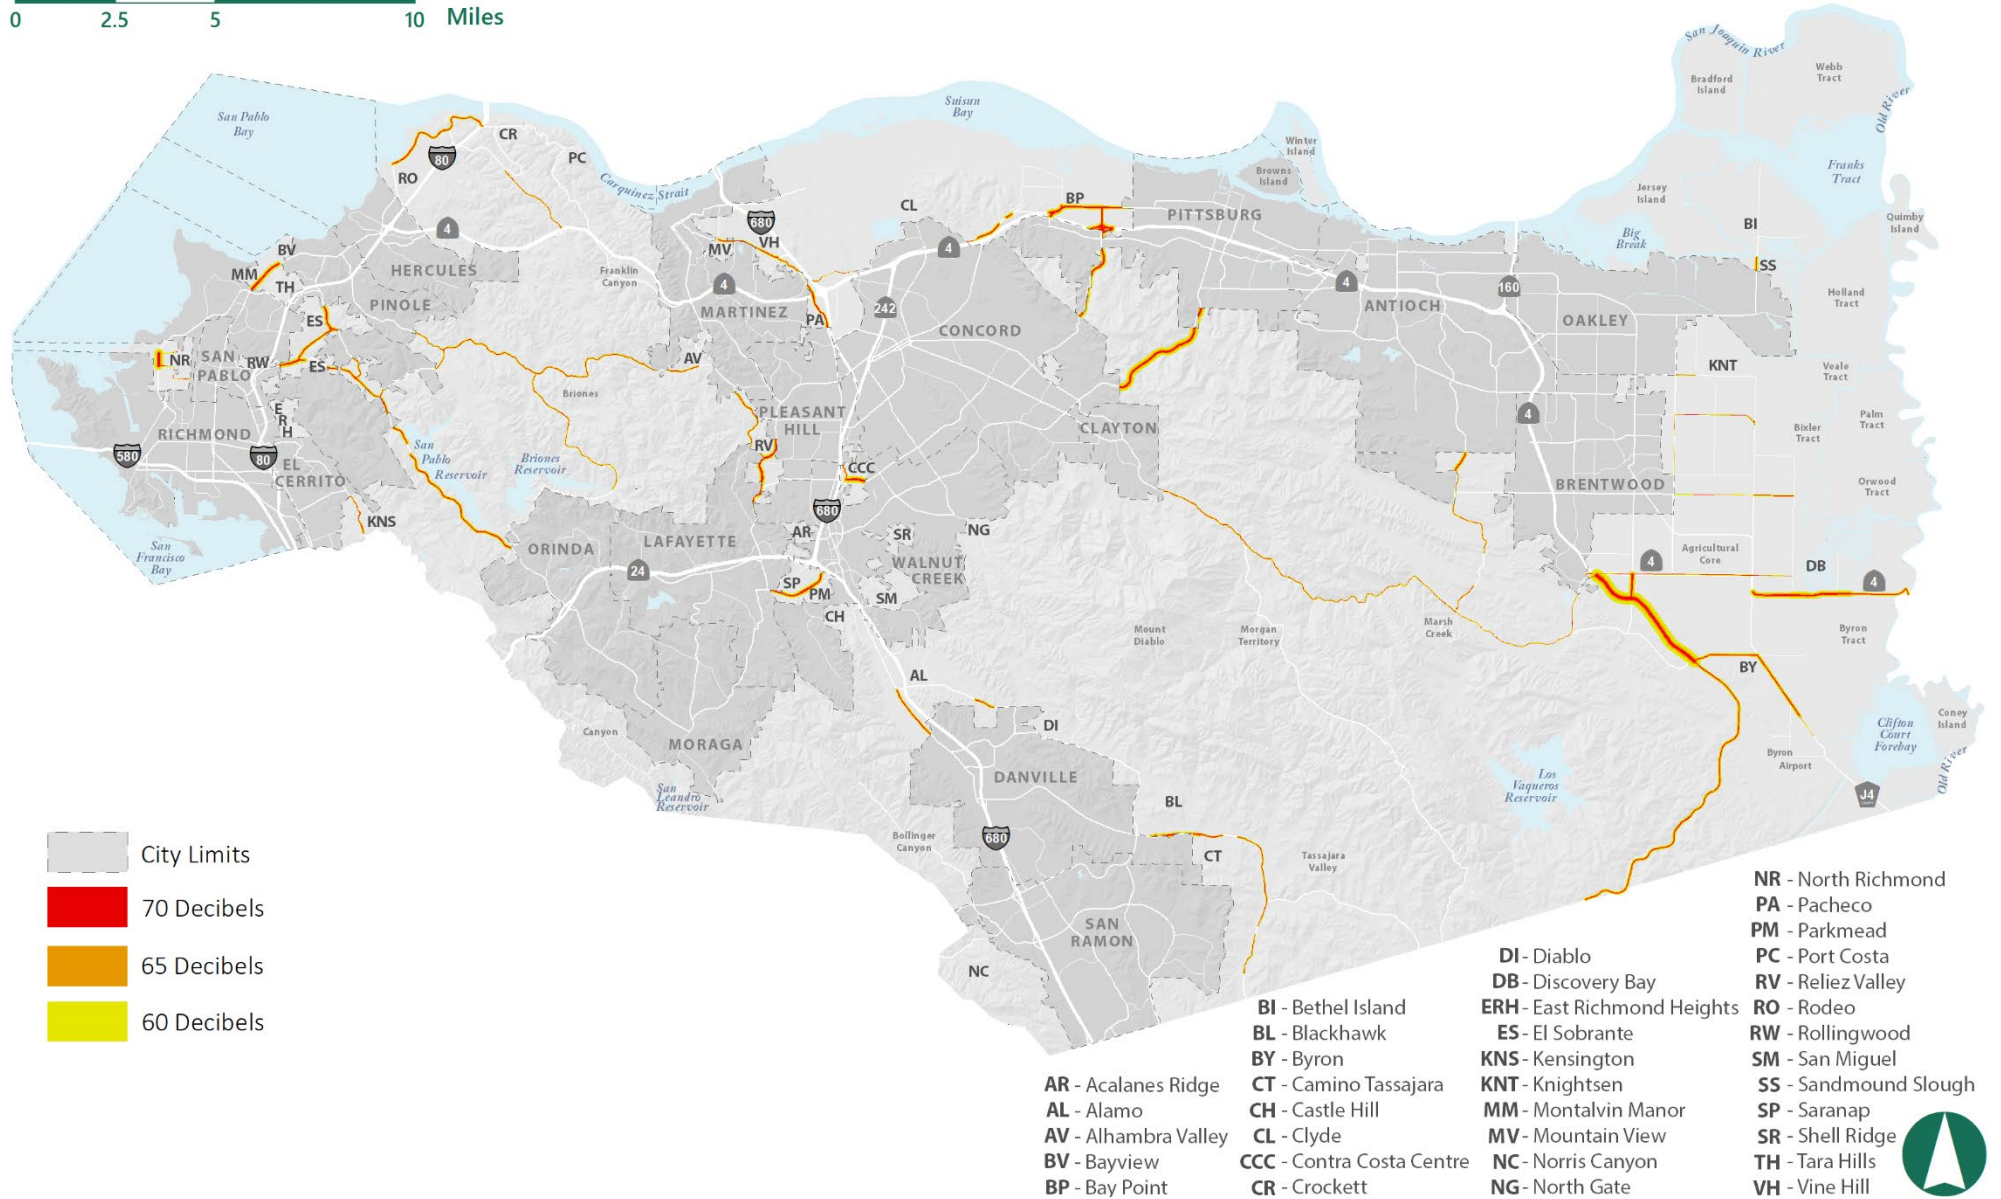 0 2.5 5 10 Miles
San Pablo
Bay
Suisun
Bay
San Joaquin River
Bradford
Island
Webb
Tract
Old River
Winter
Island
Browns
Island
Franks
Tract
Jersey
Island
Quimby
Island
Big
Break
Holland
Tract
Veale
Tract
Palm
Tract
Bixler
Tract
Orwood
Tract
Carquinez Strait
CR
80
PC
RO
4
BV
MM
TH
HERCULES
PINOLE
Franklin
Canyon
ES
NR
SAN
PABLO
RW
ES
E
R
H
RICHMOND
580
80
EL
CERRITO
KNS
San
Francisco
Bay
San
Pablo
Reservoir
Briones
Briones
Reservoir
680
MV
VH
4
MARTINEZ
PA
AV
CL
4
242
CONCORD
BP
PITTSBURG
4
ANTIOCH
160
OAKLEY
BI
SS
KNT
PLEASANT
HILL
RV
CCC
680
CLAYTON
4
BRENTWOOD
AR
SR
NG
WALNUT
CREEK
ORINDA
LAFAYETTE
24
SP
PM
SM
CH
Agricultural
Core
4
DB
4
Mount
Diablo
Morgan
Territory
Marsh
Creek
Byron
Tract
BY
AL
DI
Canyon
MORAGA
San
Leandro
Reservoir
DANVILLE
Clifton
Court
Forebay
Coney
Island
Old River
Byron
Airport
J4
Los
Vaqueros
Reservoir
BL
Bollinger
Canyon
680
CT
Tassajara
Valley
SAN
RAMON
NC
City Limits
70 Decibels
65 Decibels
60 Decibels
AR - Acalanes Ridge
AL - Alamo
AV - Alhambra Valley
BV - Bayview
BP - Bay Point
BI - Bethel Island
BL - Blackhawk
BY - Byron
CT - Camino Tassajara
CH - Castle Hill
CL - Clyde
CCC - Contra Costa Centre
CR - Crockett
DI - Diablo
DB - Discovery Bay
ERH - East Richmond Heights
ES - El Sobrante
KNS - Kensington
KNT - Knightsen
MM - Montalvin Manor
MV - Mountain View
NC - Norris Canyon
NG - North Gate
NR - North Richmond
PA - Pacheco
PM - Parkmead
PC - Port Costa
RV - Reliez Valley
RO - Rodeo
RW - Rollingwood
SM - San Miguel
SS - Sandmound Slough
SP - Saranap
SR - Shell Ridge
TH - Tara Hills
VH - Vine Hill